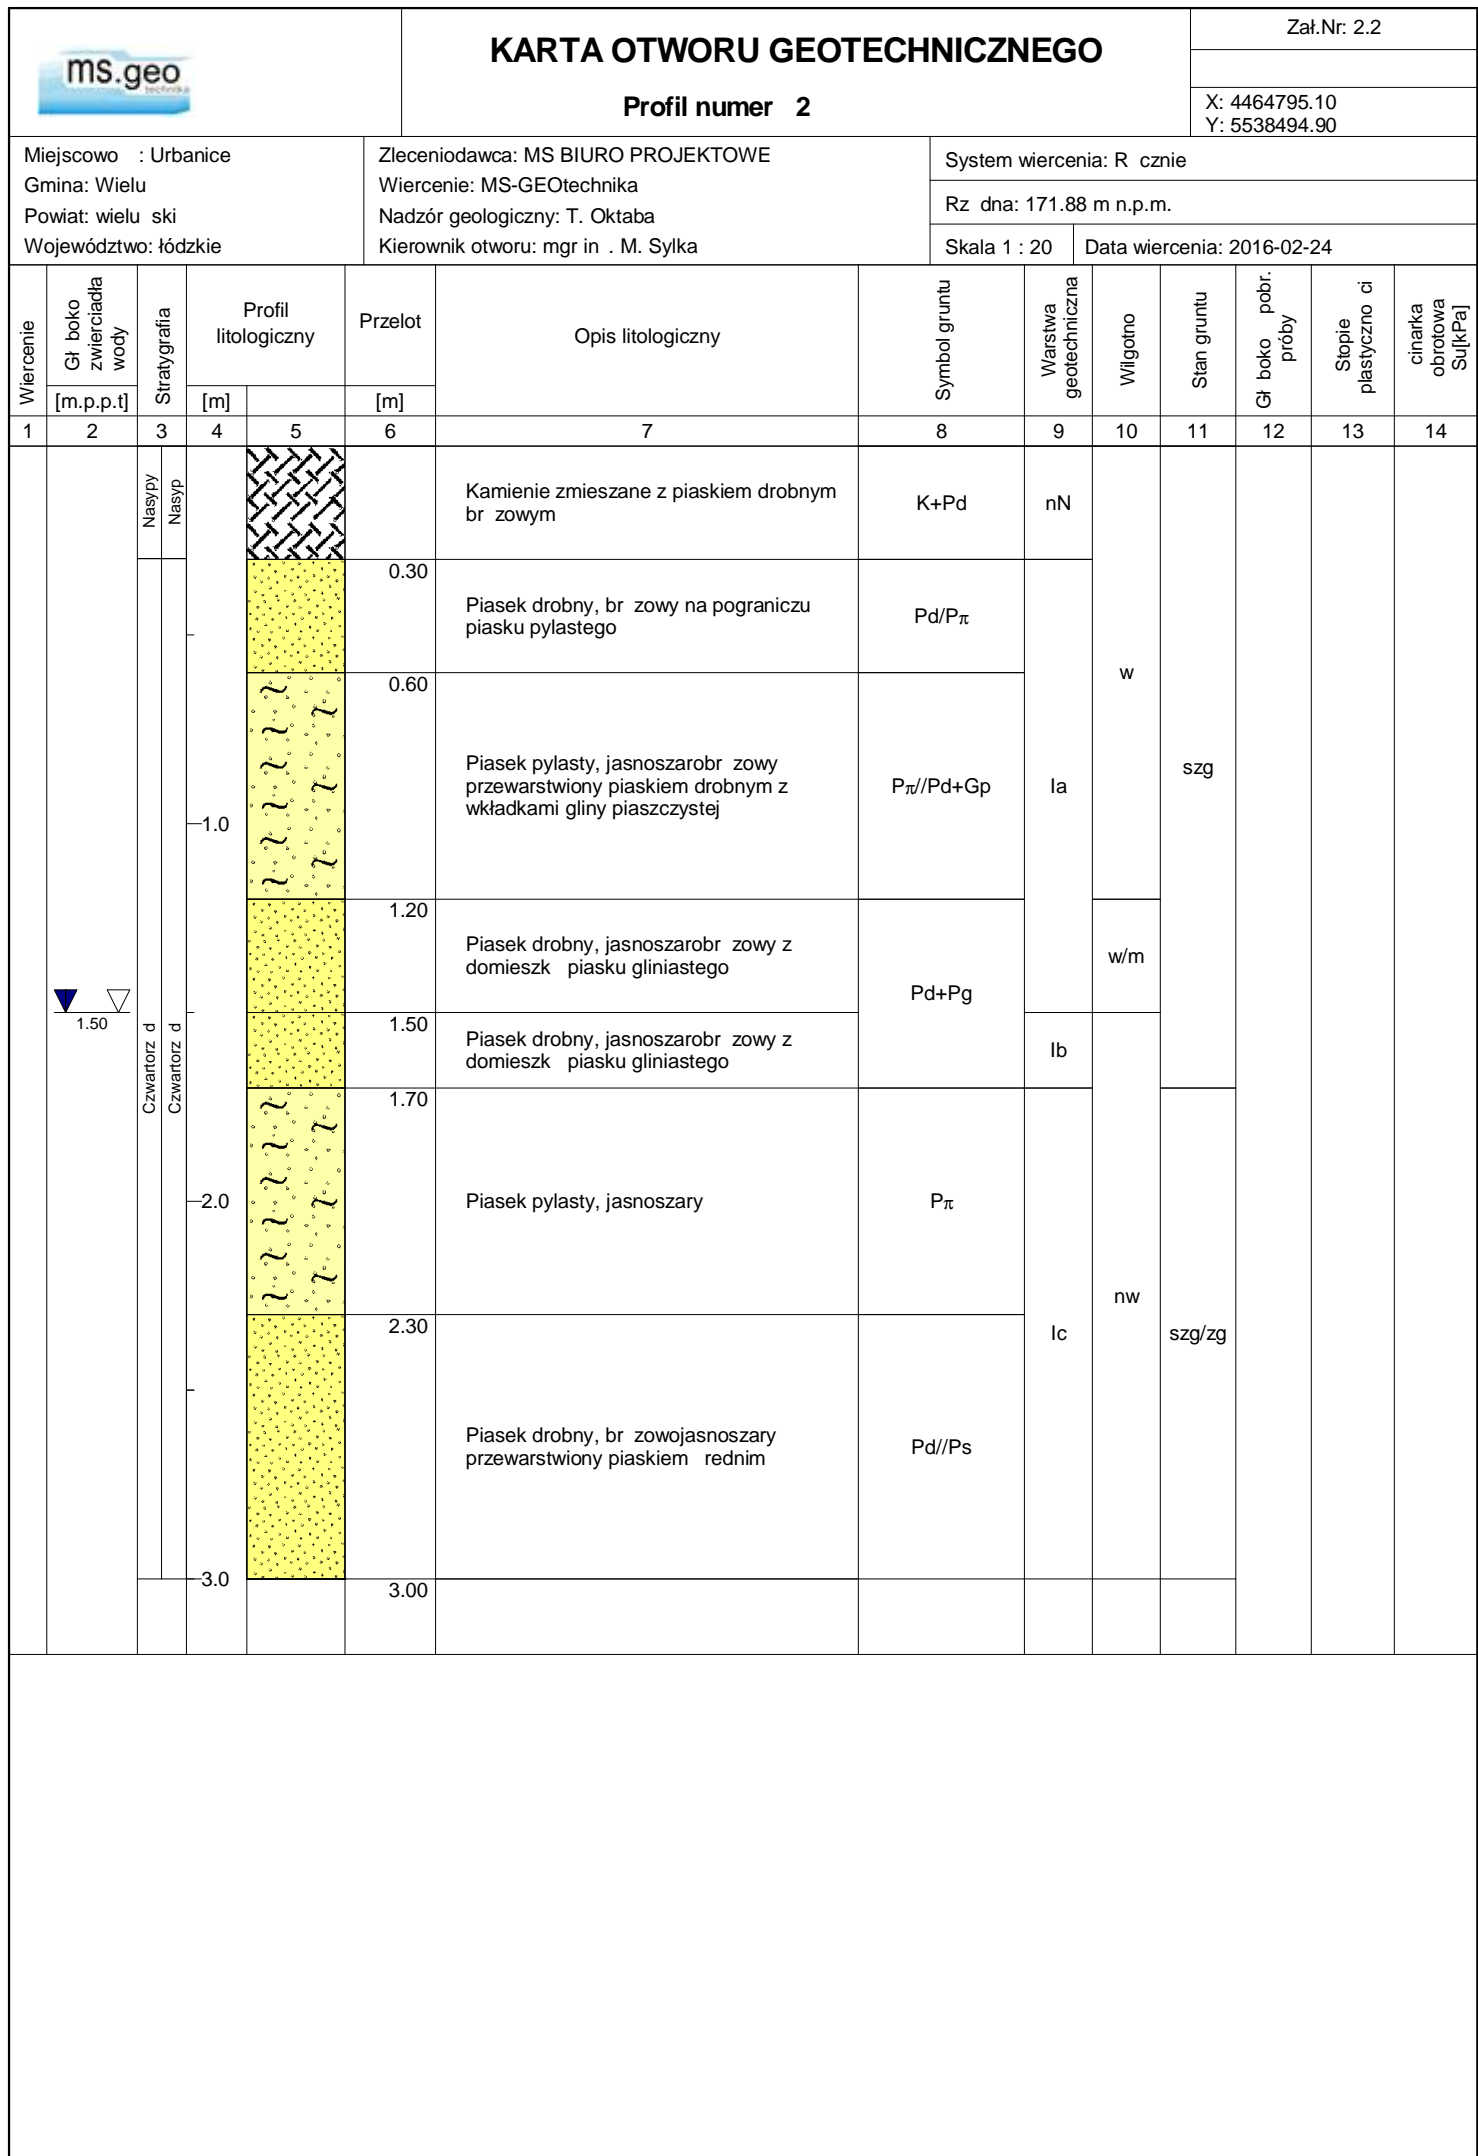 ms.geo
technika
KARTA OTWORU GEOTECHNICZNEGO
Profil numer 2
Zał.Nr: 2.2
X: 4464795.10
Y: 5538494.90
Miejscowo : Urbanice
Gmina: Wielu
Powiat: wielu ski
Województwo: łódzkie
Zleceniodawca: MS BIURO PROJEKTOWE
Wiercenie: MS-GEOtechnika
Nadzór geologiczny: T. Oktaba
Kierownik otworu: mgr in . M. Sylka
System wiercenia: R cznie
Rz dna: 171.88 m n.p.m.
Skala 1 : 20
Data wiercenia: 2016-02-24
Wiercenie
Gł boko
zwierciadła
wody
[m.p.p.t]
Stratygrafia
Profil
litologiczny
[m]
Przelot
[m]
Opis litologiczny
Symbol gruntu
Warstwa
geotechniczna
Wilgotno
Stan gruntu
Gł boko pobr.
próby
Stopie
plastyczno ci
cinarka
obrotowa
Su[kPa]
1 2 3 4 5 6 7 8 9 10 11 12 13 14
Nasypy
Nasyp
Kamienie zmieszane z piaskiem drobnym
br zowym
K+Pd
nN
0.30
Piasek drobny, br zowy na pograniczu
piasku pylastego
Pd/Pπ
w
0.60
Piasek pylasty, jasnoszarobr zowy
przewarstwiony piaskiem drobnym z
wkładkami gliny piaszczystej
Pπ//Pd+Gp
Ia
szg
1.0
1.20
Piasek drobny, jasnoszarobr zowy z
domieszk piasku gliniastego
w/m
Pd+Pg
1.50
1.50
Piasek drobny, jasnoszarobr zowy z
domieszk piasku gliniastego
Ib
Czwartorz d
Czwartorz d
1.70
Piasek pylasty, jasnoszary
Pπ
2.0
nw
2.30
Ic
szg/zg
Piasek drobny, br zowojasnoszary
przewarstwiony piaskiem rednim
Pd//Ps
3.0
3.00